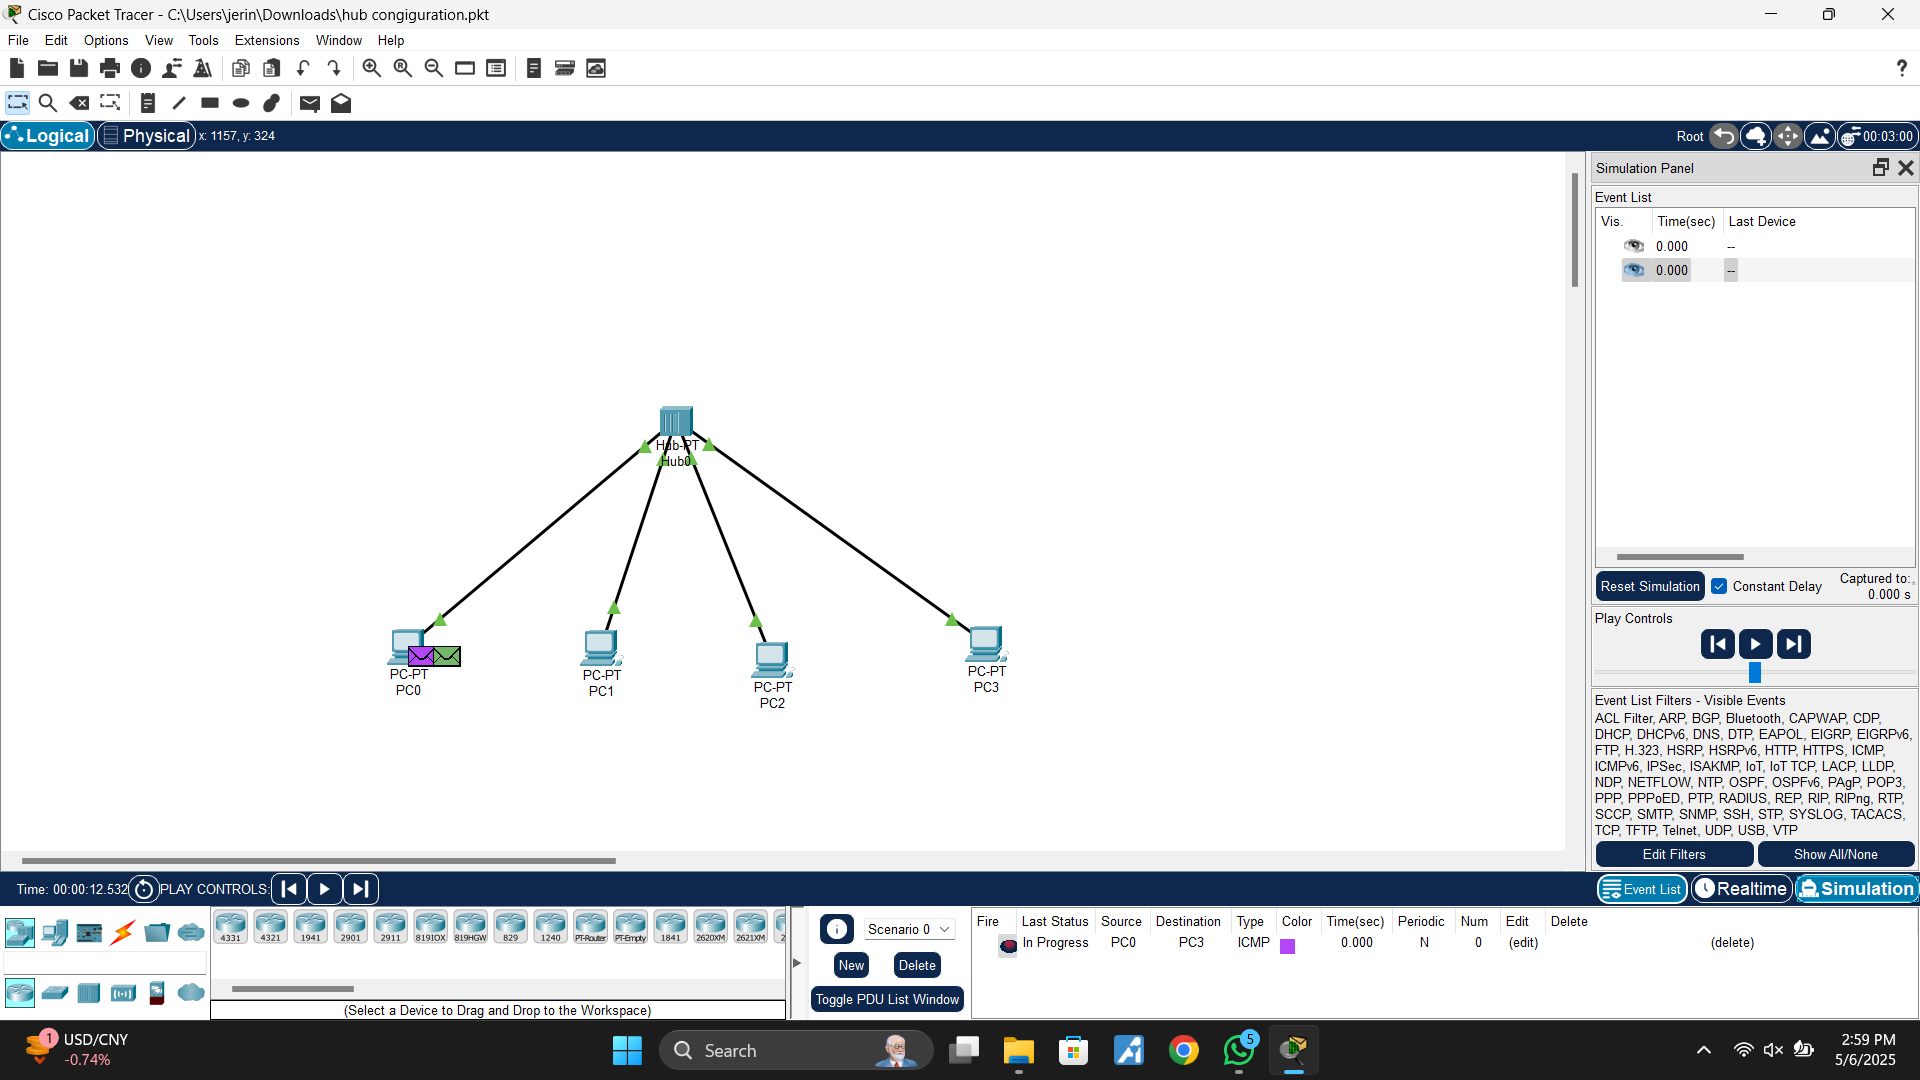 Cisco Packet Tracer - C:\Users\jerin\Downloads\hub congiguration.pkt
File Edit Options View Tools Extensions Window Help
?
Logical Physical x: 1157, y: 324 Root 00:03:00
Simulation Panel
Event List
Vis. Time(sec) Last Device
0.000 --
0.000 --
Hub-PT
Hub0
PC-PT
PC0
PC-PT
PC1
PC-PT
PC2
PC-PT
PC3
Reset Simulation Constant Delay Captured to:
0.000 s
Play Controls
Event List Filters - Visible Events
ACL Filter, ARP, BGP, Bluetooth, CAPWAP, CDP,
DHCP, DHCPv6, DNS, DTP, EAPOL, EIGRP, EIGRPv6,
FTP, H.323, HSRP, HSRPv6, HTTP, HTTPS, ICMP,
ICMPv6, IPSec, ISAKMP, IoT, IoT TCP, LACP, LLDP,
NDP, NETFLOW, NTP, OSPF, OSPFv6, PAgP, POP3,
PPP, PPPoED, PTP, RADIUS, REP, RIP, RIPng, RTP,
SCCP, SMTP, SNMP, SSH, STP, SYSLOG, TACACS,
TCP, TFTP, Telnet, UDP, USB, VTP
Edit Filters Show All/None
Time: 00:00:12.532 PLAY CONTROLS: Event List Realtime Simulation
4331 4321 1941 2901 2911 819IOX 819HGW 829 1240 PT-Router PT-Empty 1841 2620XM 2621XM 2
(Select a Device to Drag and Drop to the Workspace)
Scenario 0
New Delete
Toggle PDU List Window
Fire Last Status Source Destination Type Color Time(sec) Periodic Num Edit Delete
In Progress PC0 PC3 ICMP 0.000 N 0 (edit) (delete)
1 USD/CNY
-0.74%
Search
5
2:59 PM
5/6/2025